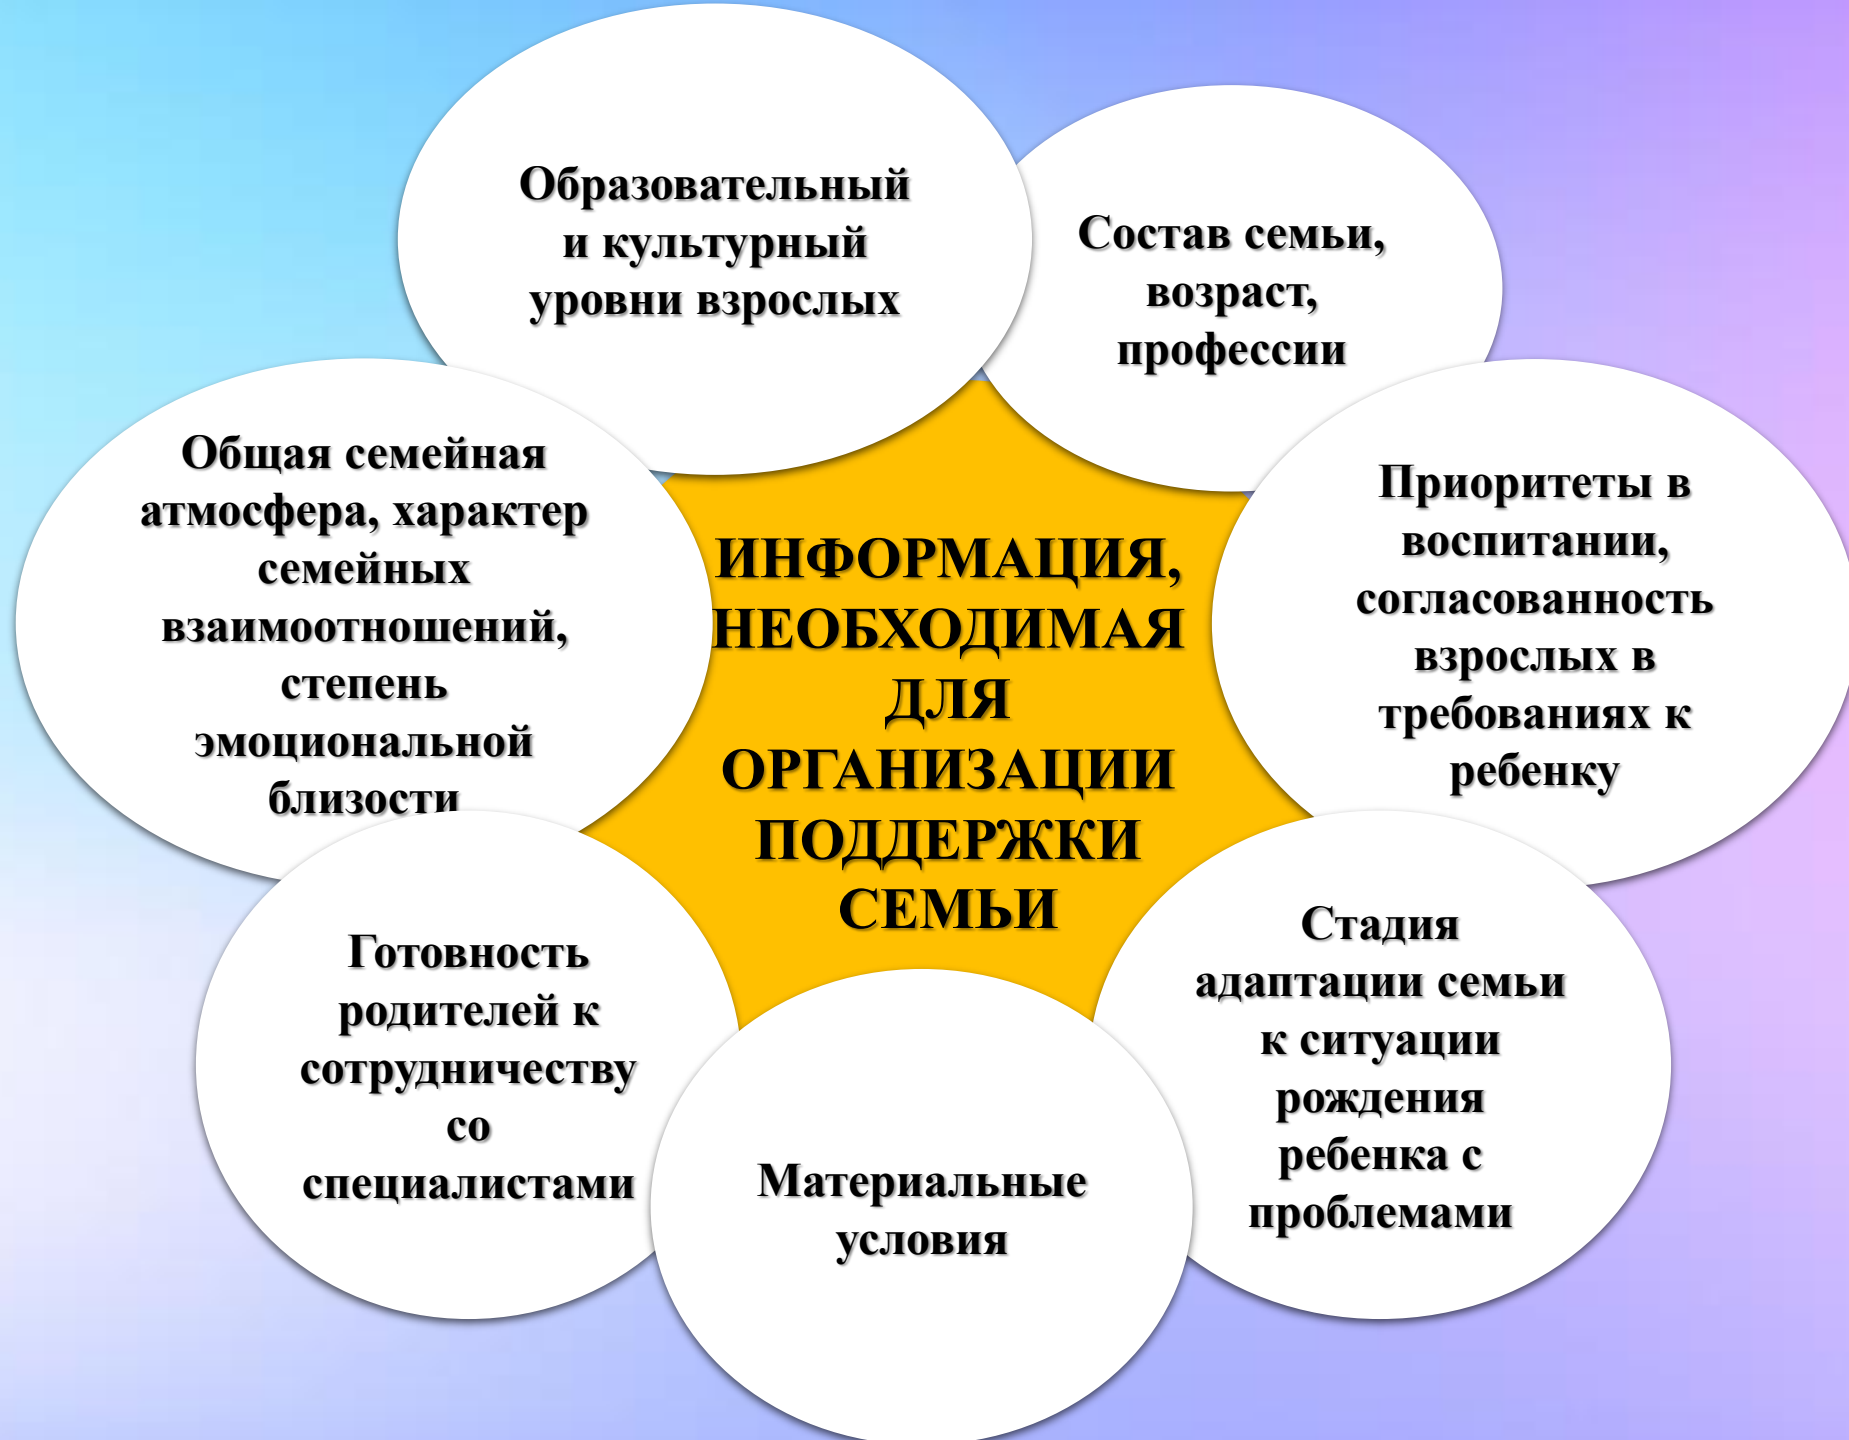 Образовательный
и культурный
уровни взрослых
Состав семьи,
возраст,
профессии
Общая семейная
атмосфера, характер
семейных
взаимоотношений,
степень
эмоциональной
близости
ИНФОРМАЦИЯ,
НЕОБХОДИМАЯ
ДЛЯ
ОРГАНИЗАЦИИ
ПОДДЕРЖКИ
СЕМЬИ
Приоритеты в
воспитании,
согласованность
взрослых в
требованиях к
ребенку
Готовность
родителей к
сотрудничеству
со
специалистами
Материальные
условия
Стадия
адаптации семьи
к ситуации
рождения
ребенка с
проблемами